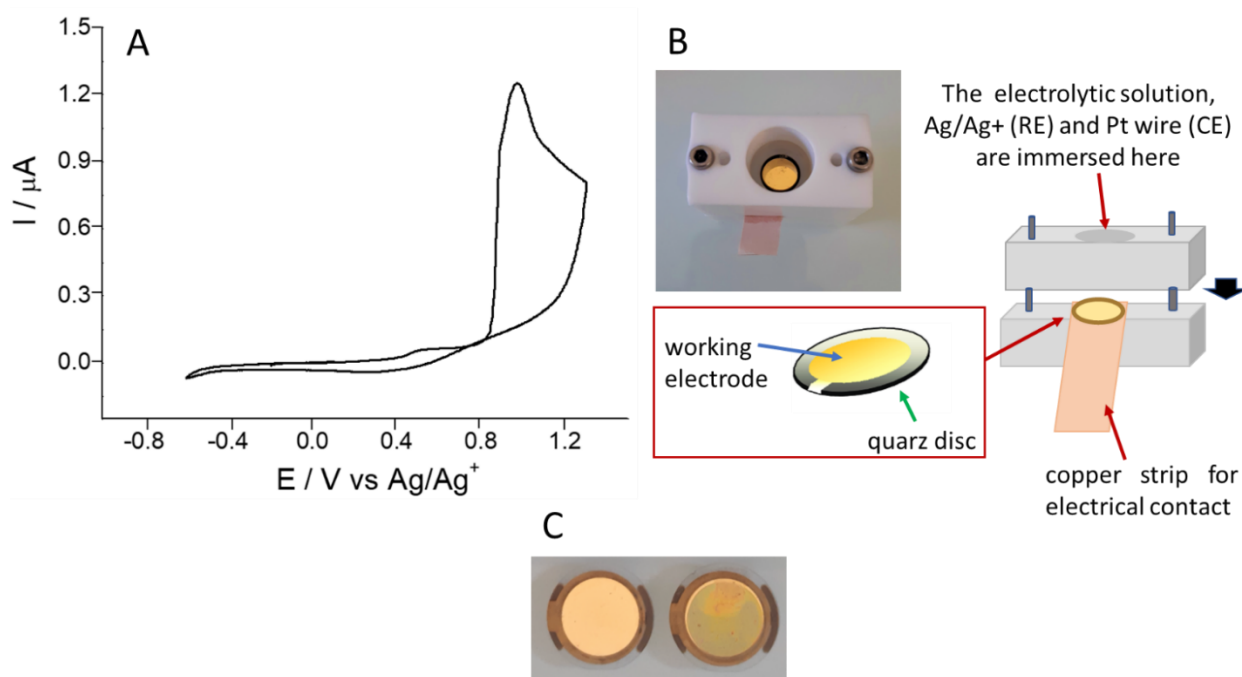 A
1.5
1.2
0.9
0.6
0.3
0.0
I / μA
-0.8
-0.4
0.0
0.4
0.8
1.2
E / V vs Ag/Ag+
B
The electrolytic solution,
Ag/Ag+ (RE) and Pt wire (CE)
are immersed here
working
electrode
quarz disc
copper strip for
electrical contact
C